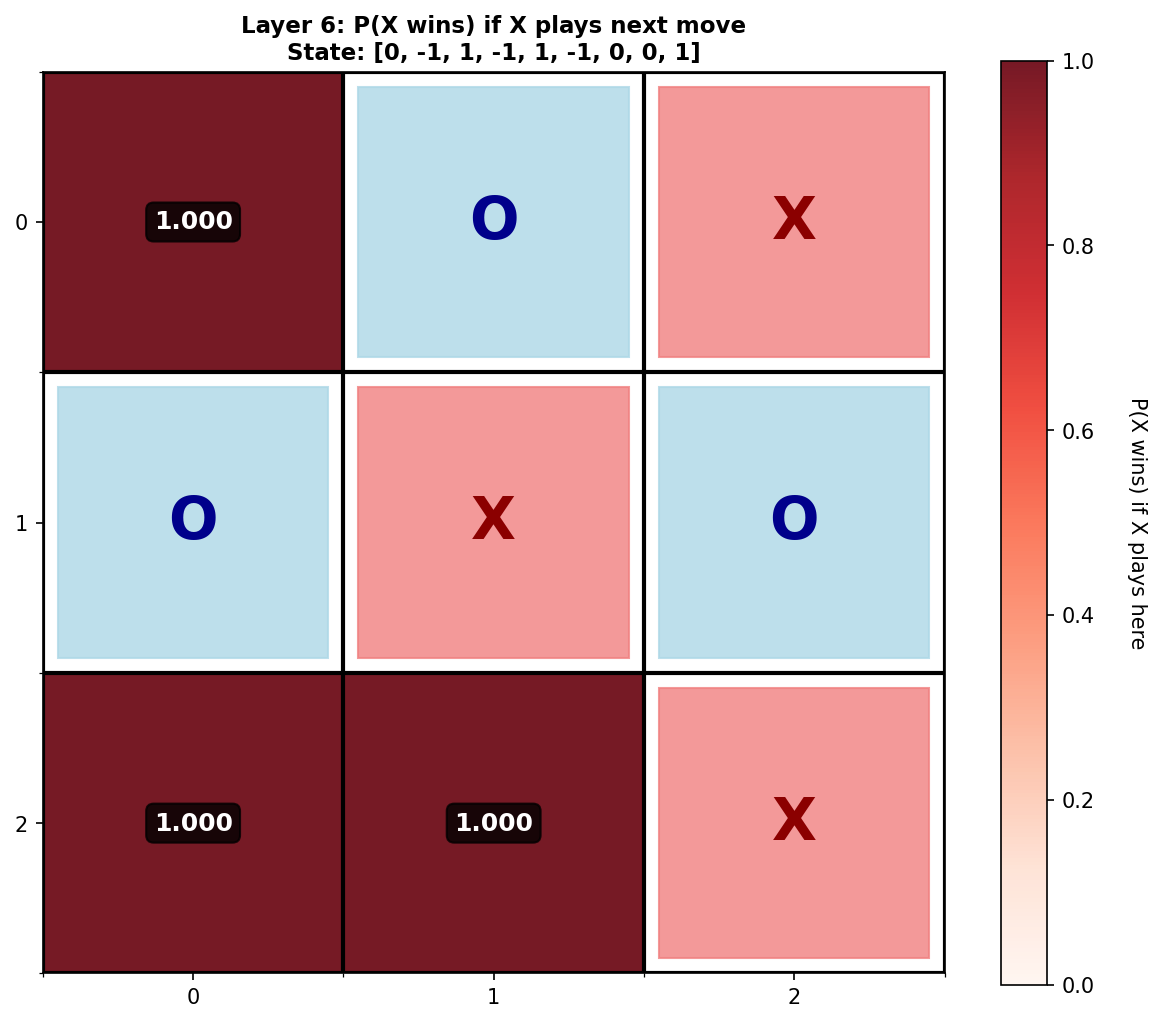 Layer 6: P(X wins) if X plays next move
State: [0, -1, 1, -1, 1, -1, 0, 0, 1]
0
1.000
O
X
1
O
X
O
2
1.000
1.000
X
0
1
2
1.0
0.8
0.6
0.4
0.2
0.0
P(X wins) if X plays here